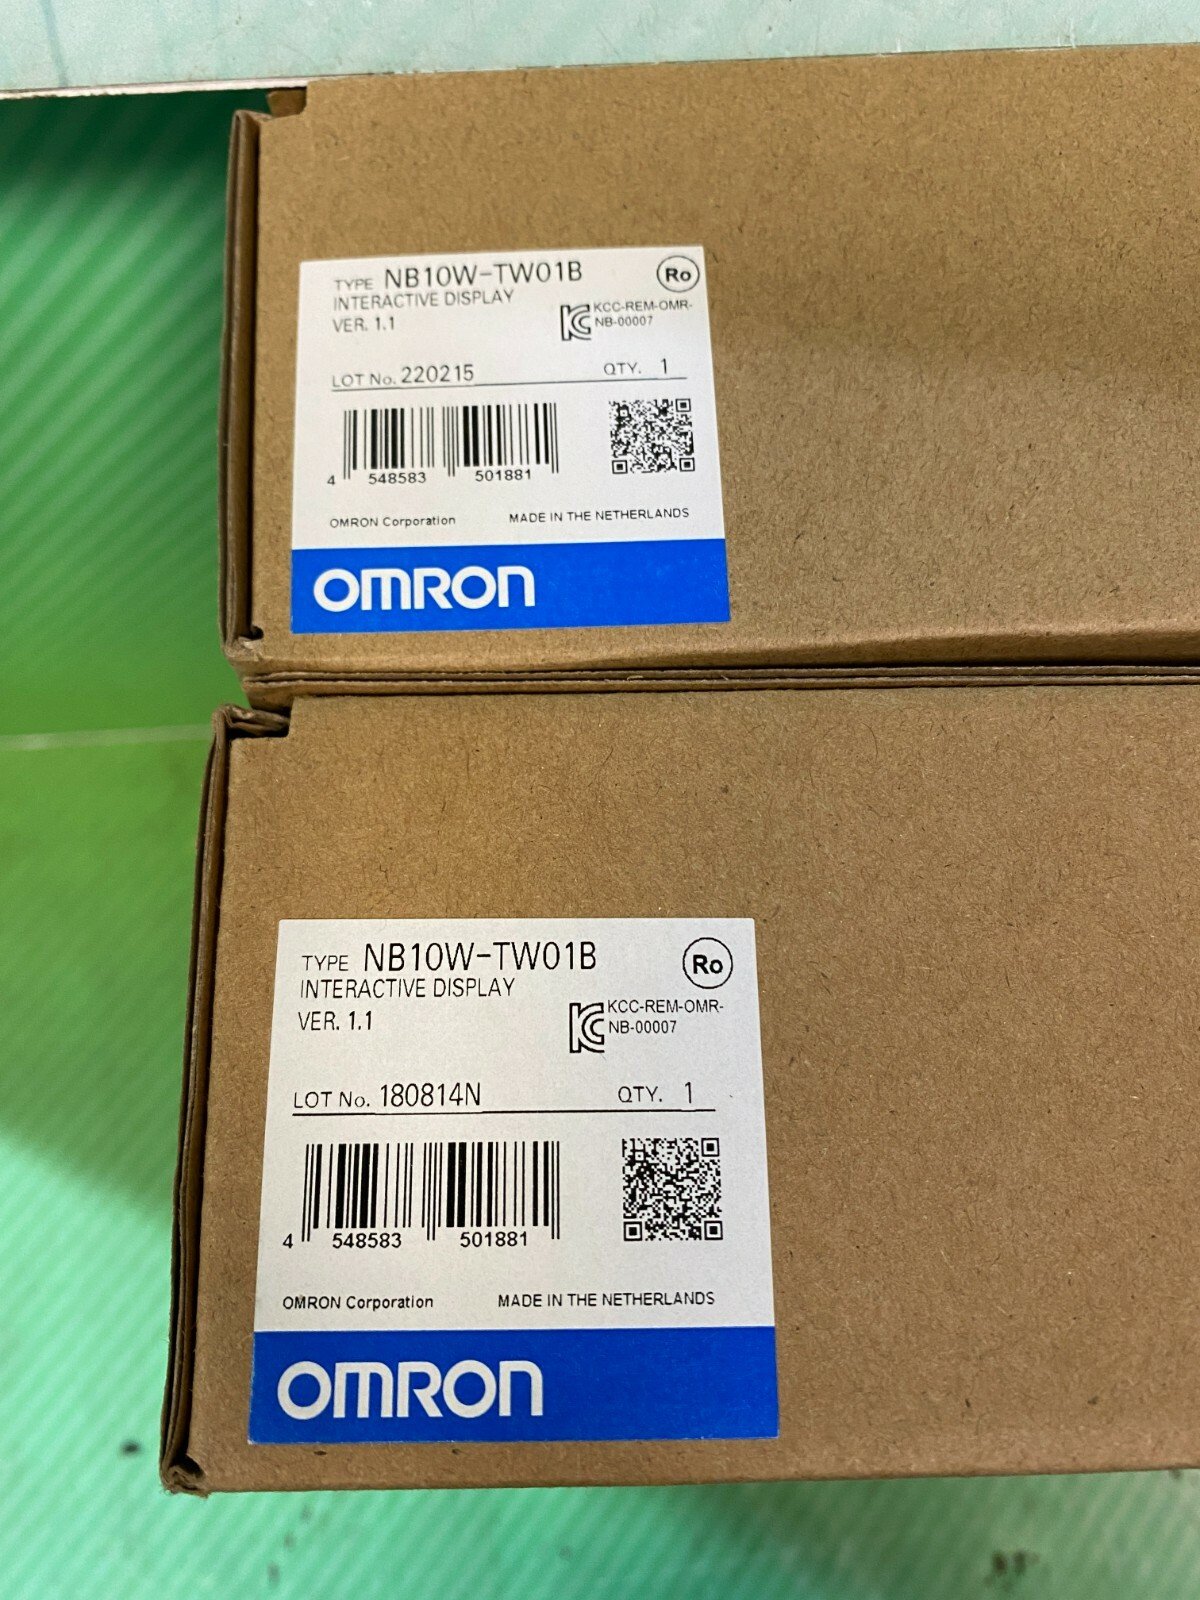 TYPE NB10W-TW01B
Ro
INTERACTIVE DISPLAY
VER. 1.1
KC
KCC-REM-OMR-
NB-00007
LOT No. 220215 QTY. 1
4 548583 501881
OMRON Corporation MADE IN THE NETHERLANDS
OMRON
TYPE NB10W-TW01B
Ro
INTERACTIVE DISPLAY
VER. 1.1
KC
KCC-REM-OMR-
NB-00007
LOT No. 180814N QTY. 1
4 548583 501881
OMRON Corporation MADE IN THE NETHERLANDS
OMRON